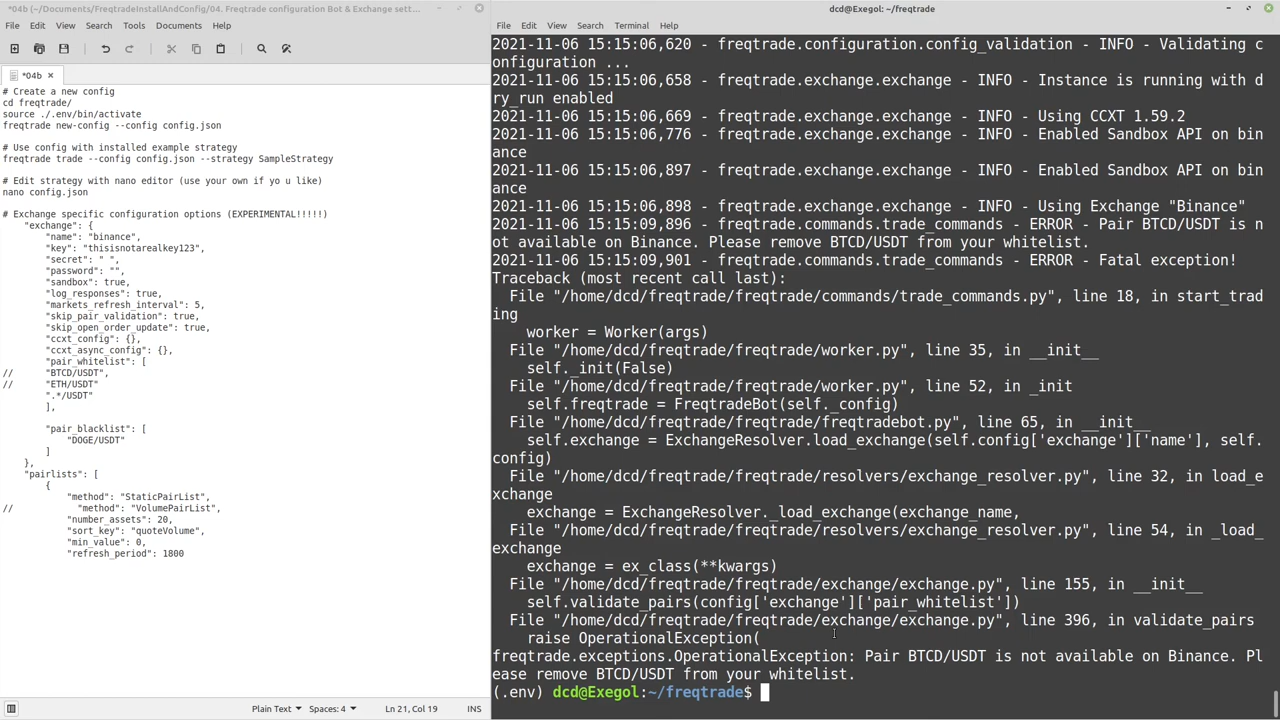 *04b (~/Documents/FreqtradeInstallAndConfig/04. Freqtrade configuration Bot & Exchange sett...
File Edit View Search Tools Documents Help
*04b
# Create a new config
cd freqtrade/
source ./.env/bin/activate
freqtrade new-config --config config.json
# Use config with installed example strategy
freqtrade trade --config config.json --strategy SampleStrategy
# Edit strategy with nano editor (use your own if yo u like)
nano config.json
# Exchange specific configuration options (EXPERIMENTAL!!!!!)
"exchange": {
"name": "binance",
"key": "thisisnotarealkey123",
"secret": " ",
"password": "",
"sandbox": true,
"log_responses": true,
"markets_refresh_interval": 5,
"skip_pair_validation": true,
"skip_open_order_update": true,
"ccxt_config": {},
"ccxt_async_config": {},
"pair_whitelist": [
// "BTCD/USDT",
// "ETH/USDT"
".*/USDT"
],
"pair_blacklist": [
"DOGE/USDT"
]
},
"pairlists": [
{
"method": "StaticPairList",
// "method": "VolumePairList",
"number_assets": 20,
"sort_key": "quoteVolume",
"min_value": 0,
"refresh_period": 1800
Plain Text Spaces: 4 Ln 21, Col 19 INS
dcd@Exegol: ~/freqtrade
File Edit View Search Terminal Help
2021-11-06 15:15:06,620 - freqtrade.configuration.config_validation - INFO - Validating c
onfiguration ...
2021-11-06 15:15:06,658 - freqtrade.exchange.exchange - INFO - Instance is running with d
ry_run enabled
2021-11-06 15:15:06,669 - freqtrade.exchange.exchange - INFO - Using CCXT 1.59.2
2021-11-06 15:15:06,776 - freqtrade.exchange.exchange - INFO - Enabled Sandbox API on bin
ance
2021-11-06 15:15:06,897 - freqtrade.exchange.exchange - INFO - Enabled Sandbox API on bin
ance
2021-11-06 15:15:06,898 - freqtrade.exchange.exchange - INFO - Using Exchange "Binance"
2021-11-06 15:15:09,896 - freqtrade.commands.trade_commands - ERROR - Pair BTCD/USDT is n
ot available on Binance. Please remove BTCD/USDT from your whitelist.
2021-11-06 15:15:09,901 - freqtrade.commands.trade_commands - ERROR - Fatal exception!
Traceback (most recent call last):
File "/home/dcd/freqtrade/freqtrade/commands/trade_commands.py", line 18, in start_trad
ing
worker = Worker(args)
File "/home/dcd/freqtrade/freqtrade/worker.py", line 35, in __init__
self._init(False)
File "/home/dcd/freqtrade/freqtrade/worker.py", line 52, in _init
self.freqtrade = FreqtradeBot(self._config)
File "/home/dcd/freqtrade/freqtrade/freqtradebot.py", line 65, in __init__
self.exchange = ExchangeResolver.load_exchange(self.config['exchange']['name'], self.
config)
File "/home/dcd/freqtrade/freqtrade/resolvers/exchange_resolver.py", line 32, in load_e
xchange
exchange = ExchangeResolver._load_exchange(exchange_name,
File "/home/dcd/freqtrade/freqtrade/resolvers/exchange_resolver.py", line 54, in _load_
exchange
exchange = ex_class(**kwargs)
File "/home/dcd/freqtrade/freqtrade/exchange/exchange.py", line 155, in __init__
self.validate_pairs(config['exchange']['pair_whitelist'])
File "/home/dcd/freqtrade/freqtrade/exchange/exchange.py", line 396, in validate_pairs
raise OperationalException(
freqtrade.exceptions.OperationalException: Pair BTCD/USDT is not available on Binance. Pl
ease remove BTCD/USDT from your whitelist.
(.env) dcd@Exegol:~/freqtrade$